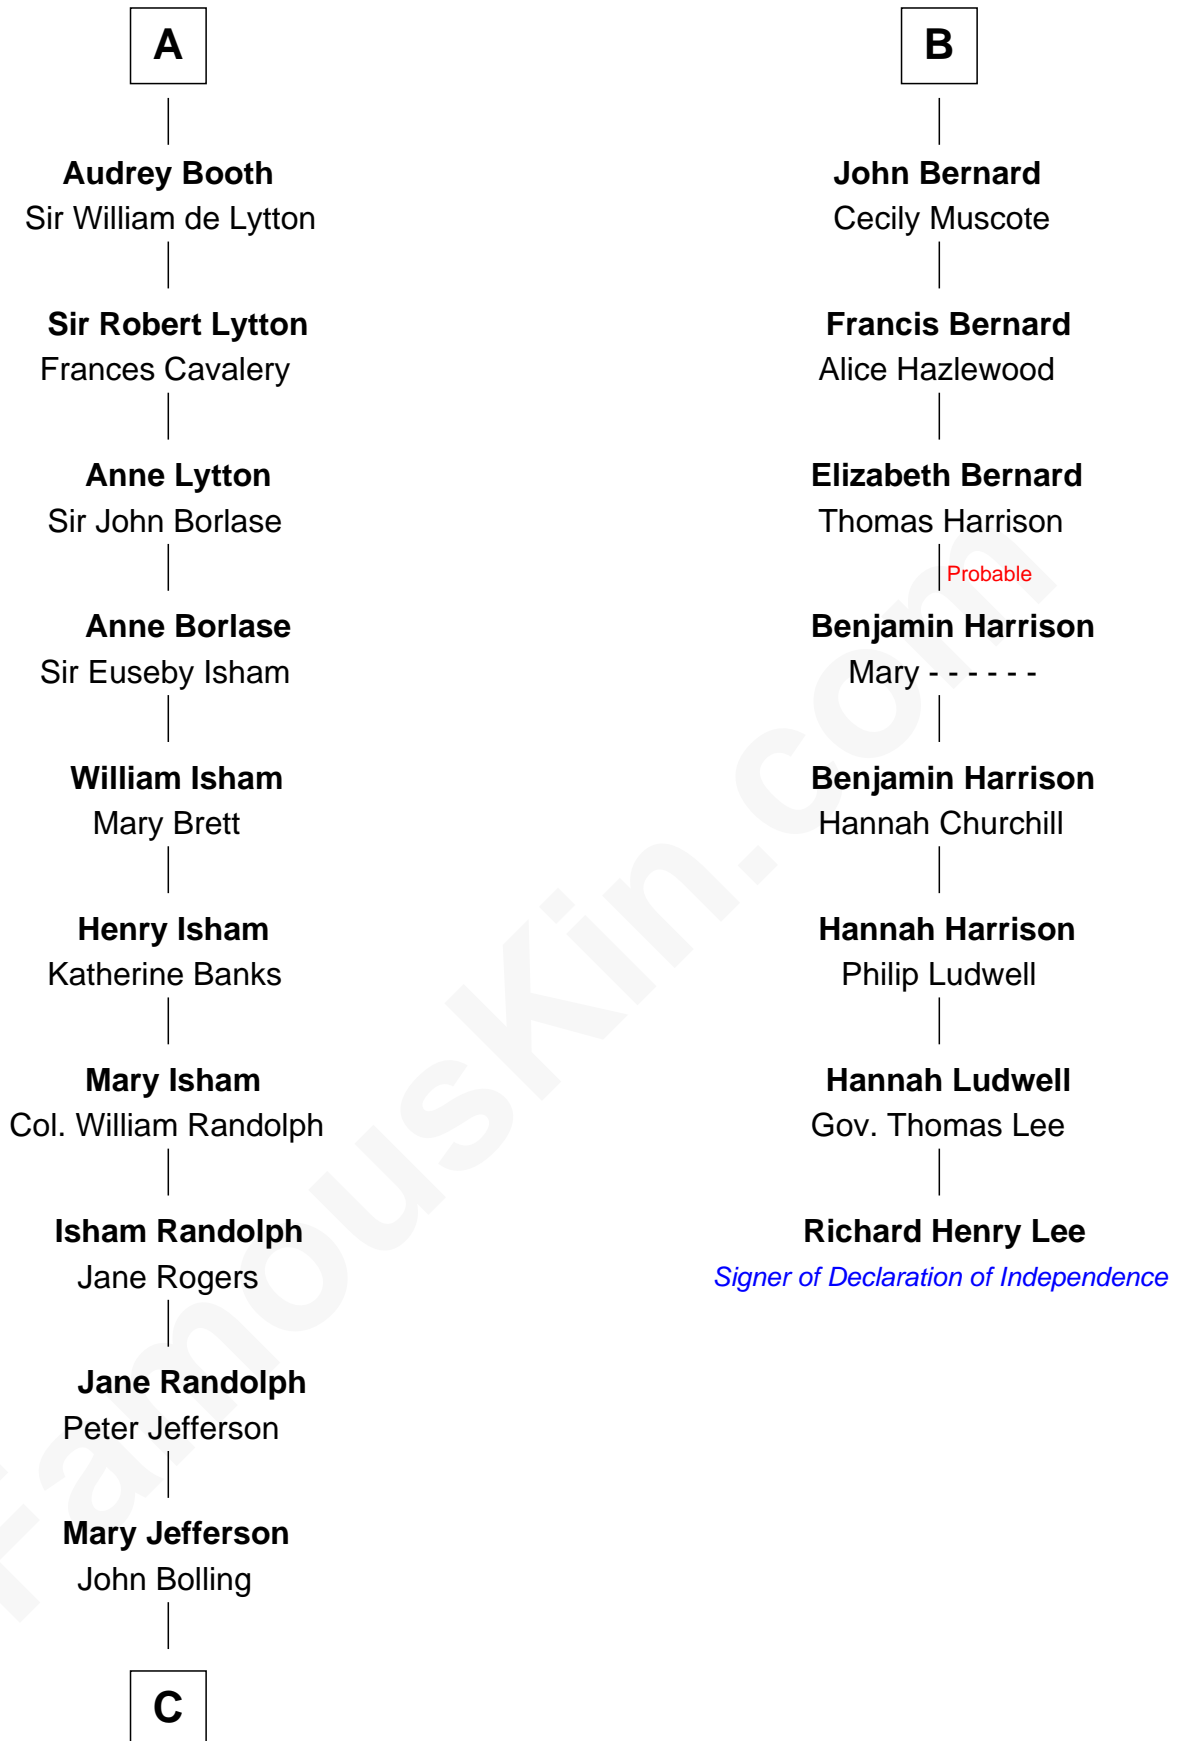 A
Audrey Booth
Sir William de Lytton
Sir Robert Lytton
Frances Cavalery
Anne Lytton
Sir John Borlase
Anne Borlase
Sir Euseby Isham
William Isham
Mary Brett
Henry Isham
Katherine Banks
Mary Isham
Col. William Randolph
Isham Randolph
Jane Rogers
Jane Randolph
Peter Jefferson
Mary Jefferson
John Bolling
C
B
John Bernard
Cecily Muscote
Francis Bernard
Alice Hazlewood
Elizabeth Bernard
Thomas Harrison
Probable
Benjamin Harrison
Mary - - - - - -
Benjamin Harrison
Hannah Churchill
Hannah Harrison
Philip Ludwell
Hannah Ludwell
Gov. Thomas Lee
Richard Henry Lee
Signer of Declaration of Independence
FamousKin.com